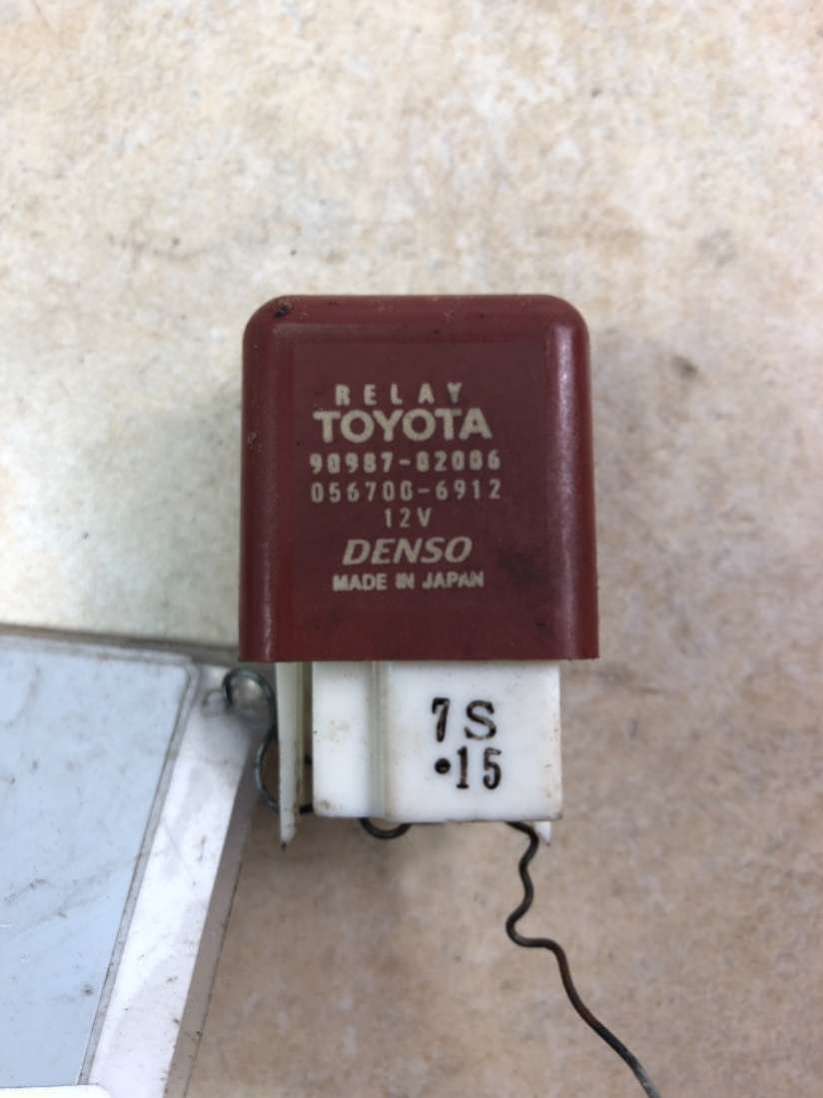 RELAY
TOYOTA
90987-02006
056700-6912
12V
DENSO
MADE IN JAPAN
7S
•15